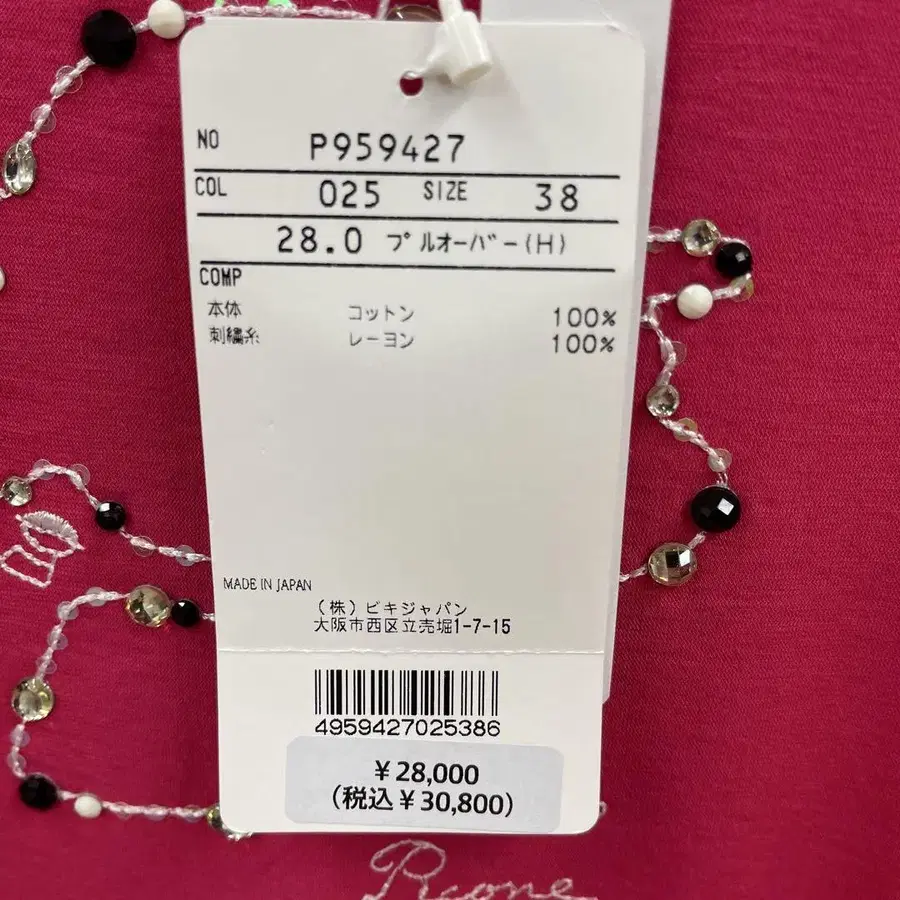 NO P959427
COL 025 SIZE 38
28.0 プルオーバー(H)
COMP
本体 コットン 100%
刺繍糸 レーヨン 100%
MADE IN JAPAN
(株)ビキジャパン
大阪市西区立売堀1-7-15
4959427025386
¥28,000
(税込¥30,800)